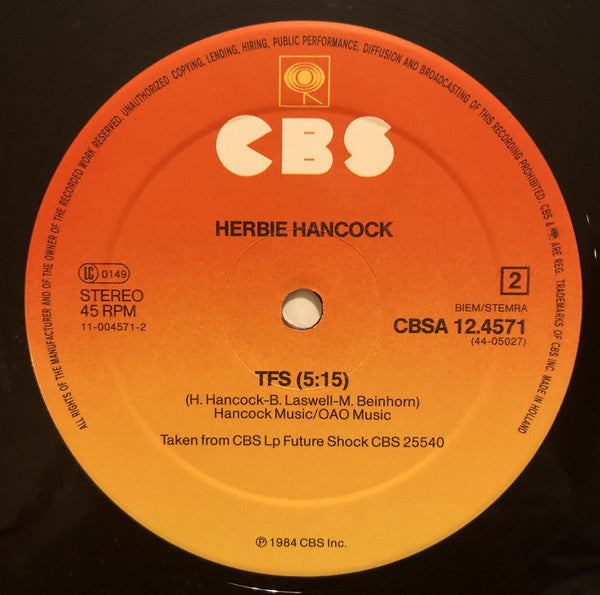 ALL RIGHTS OF THE MANUFACTURER AND OF THE OWNER OF THE RECORDED WORK RESERVED. UNAUTHORIZED COPYING, LENDING, HIRING, PUBLIC PERFORMANCE, DIFFUSION AND BROADCASTING OF THIS RECORDING PROHIBITED. CBS & ARE REG. TRADEMARKS OF CBS INC. MADE IN HOLLAND
CBS
HERBIE HANCOCK
LC 0149
STEREO
45 RPM
11-004571-2
2
BIEM/STEMRA
CBSA 12.4571
(44-05027)
TFS (5:15)
(H. Hancock-B. Laswell-M. Beinhorn)
Hancock Music/OAO Music
Taken from CBS Lp Future Shock CBS 25540
℗ 1984 CBS Inc.